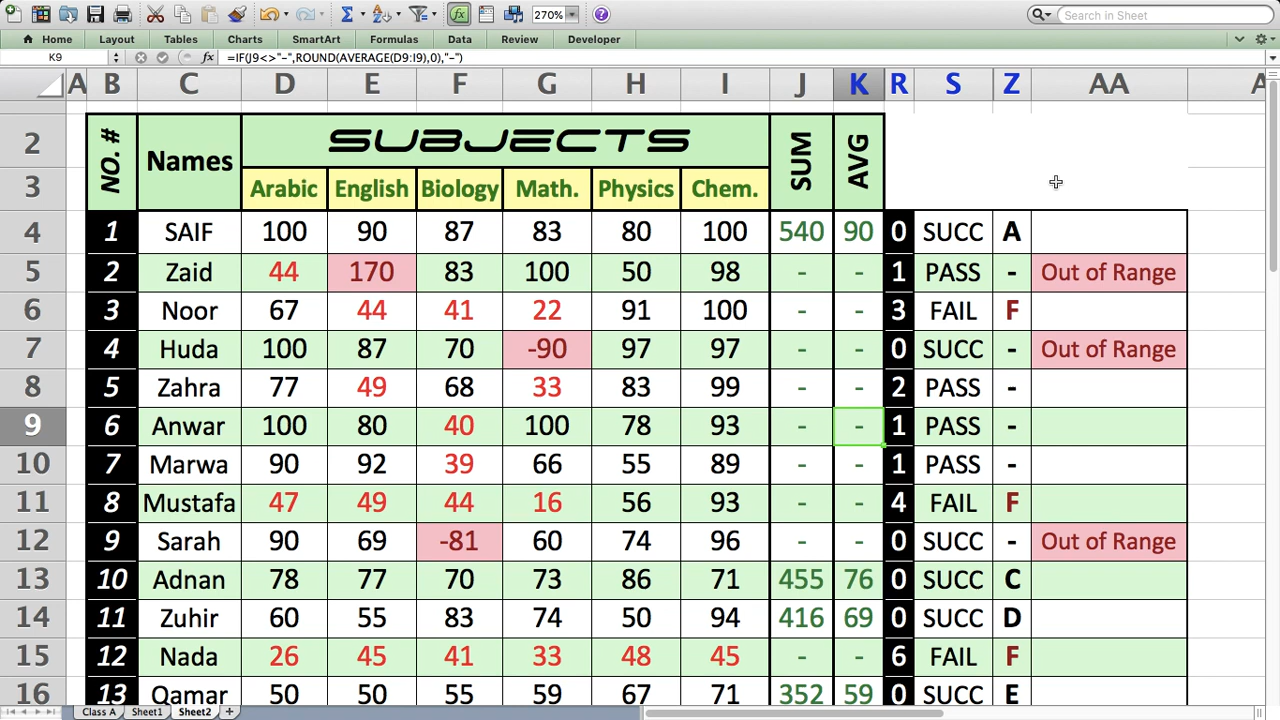 270%
Search in Sheet
Home Layout Tables Charts SmartArt Formulas Data Review Developer
K9 fx =IF(J9<>"-",ROUND(AVERAGE(D9:I9),0),"-")
A B C D E F G H I J K R S Z AA
2 NO. # Names SUBJECTS SUM AVG
3 Arabic English Biology Math. Physics Chem.
4 1 SAIF 100 90 87 83 80 100 540 90 0 SUCC A
5 2 Zaid 44 170 83 100 50 98 - - 1 PASS - Out of Range
6 3 Noor 67 44 41 22 91 100 - - 3 FAIL F
7 4 Huda 100 87 70 -90 97 97 - - 0 SUCC - Out of Range
8 5 Zahra 77 49 68 33 83 99 - - 2 PASS -
9 6 Anwar 100 80 40 100 78 93 - - 1 PASS -
10 7 Marwa 90 92 39 66 55 89 - - 1 PASS -
11 8 Mustafa 47 49 44 16 56 93 - - 4 FAIL F
12 9 Sarah 90 69 -81 60 74 96 - - 0 SUCC - Out of Range
13 10 Adnan 78 77 70 73 86 71 455 76 0 SUCC C
14 11 Zuhir 60 55 83 74 50 94 416 69 0 SUCC D
15 12 Nada 26 45 41 33 48 45 - - 6 FAIL F
16 13 Qamar 50 50 55 59 67 71 352 59 0 SUCC E
Class A Sheet1 Sheet2